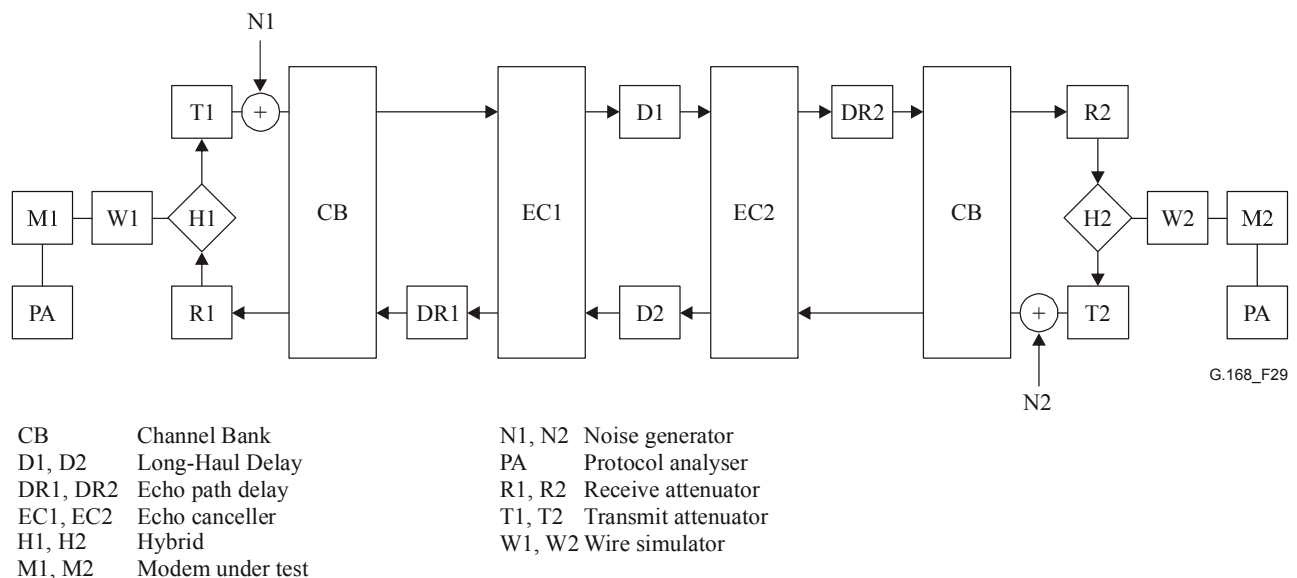 N1
T1
+
D1
DR2
R2
M1
W1
H1
CB
EC1
EC2
CB
H2
W2
M2
PA
R1
DR1
D2
+
T2
PA
G.168_F29
N2
CB Channel Bank
D1, D2 Long-Haul Delay
DR1, DR2 Echo path delay
EC1, EC2 Echo canceller
H1, H2 Hybrid
M1, M2 Modem under test
N1, N2 Noise generator
PA Protocol analyser
R1, R2 Receive attenuator
T1, T2 Transmit attenuator
W1, W2 Wire simulator